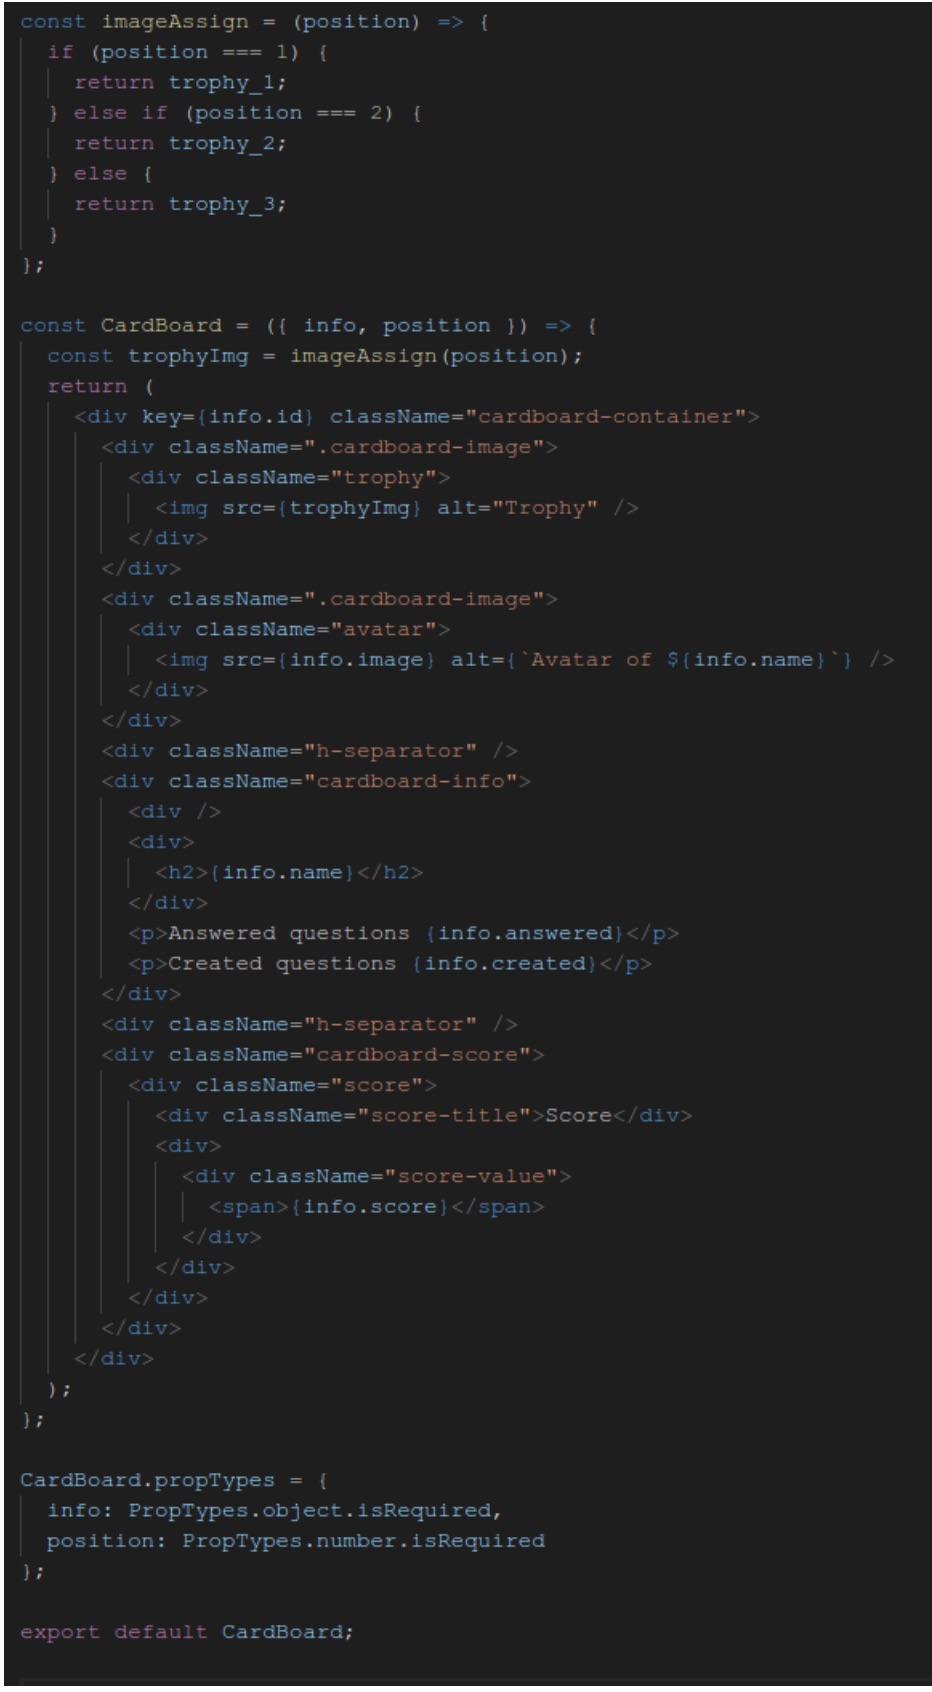 const imageAssign = (position) => {
  if (position === 1) {
    return trophy_1;
  } else if (position === 2) {
    return trophy_2;
  } else {
    return trophy_3;
  }
};

const CardBoard = ({ info, position }) => {
  const trophyImg = imageAssign(position);
  return (
    <div key={info.id} className="cardboard-container">
      <div className=".cardboard-image">
        <div className="trophy">
          <img src={trophyImg} alt="Trophy" />
        </div>
      </div>
      <div className=".cardboard-image">
        <div className="avatar">
          <img src={info.image} alt={`Avatar of ${info.name}`} />
        </div>
      </div>
      <div className="h-separator" />
      <div className="cardboard-info">
        <div />
        <div>
          <h2>{info.name}</h2>
        </div>
        <p>Answered questions {info.answered}</p>
        <p>Created questions {info.created}</p>
      </div>
      <div className="h-separator" />
      <div className="cardboard-score">
        <div className="score">
          <div className="score-title">Score</div>
          <div>
            <div className="score-value">
              <span>{info.score}</span>
            </div>
          </div>
        </div>
      </div>
    </div>
  );
};

CardBoard.propTypes = {
  info: PropTypes.object.isRequired,
  position: PropTypes.number.isRequired
};

export default CardBoard;